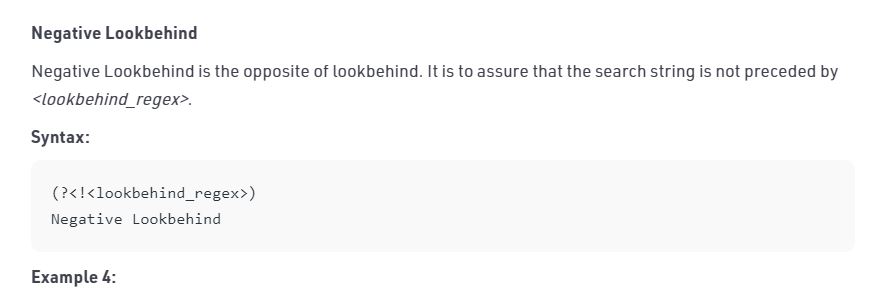 Negative Lookbehind
Negative Lookbehind is the opposite of lookbehind. It is to assure that the search string is not preceded by
<lookbehind_regex>.
Syntax:
(?<!<lookbehind_regex>)
Negative Lookbehind
Example 4: